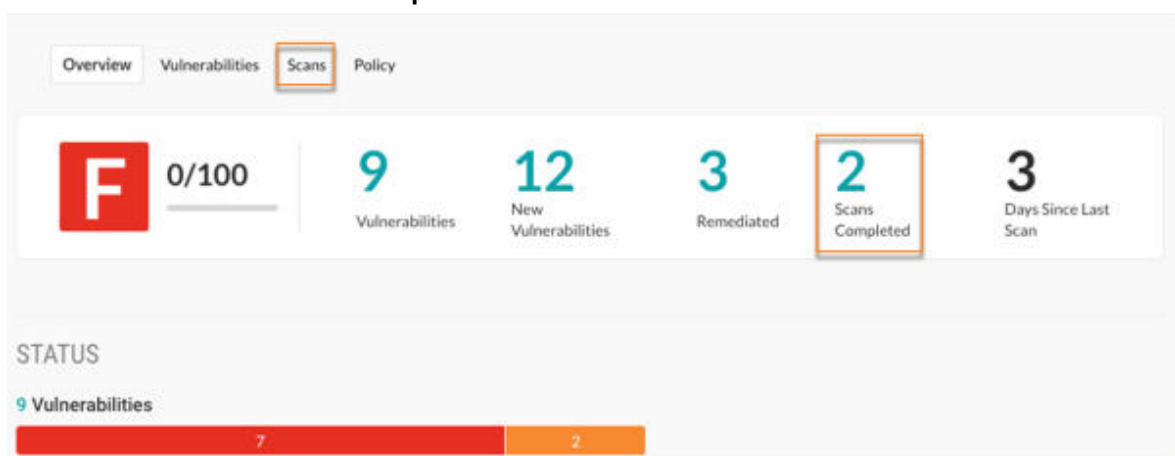 Overview Vulnerabilities Scans Policy
F 0/100 9 12 3 2 3
Vulnerabilities New Vulnerabilities Remediated Scans Completed Days Since Last Scan
STATUS
9 Vulnerabilities
7 2